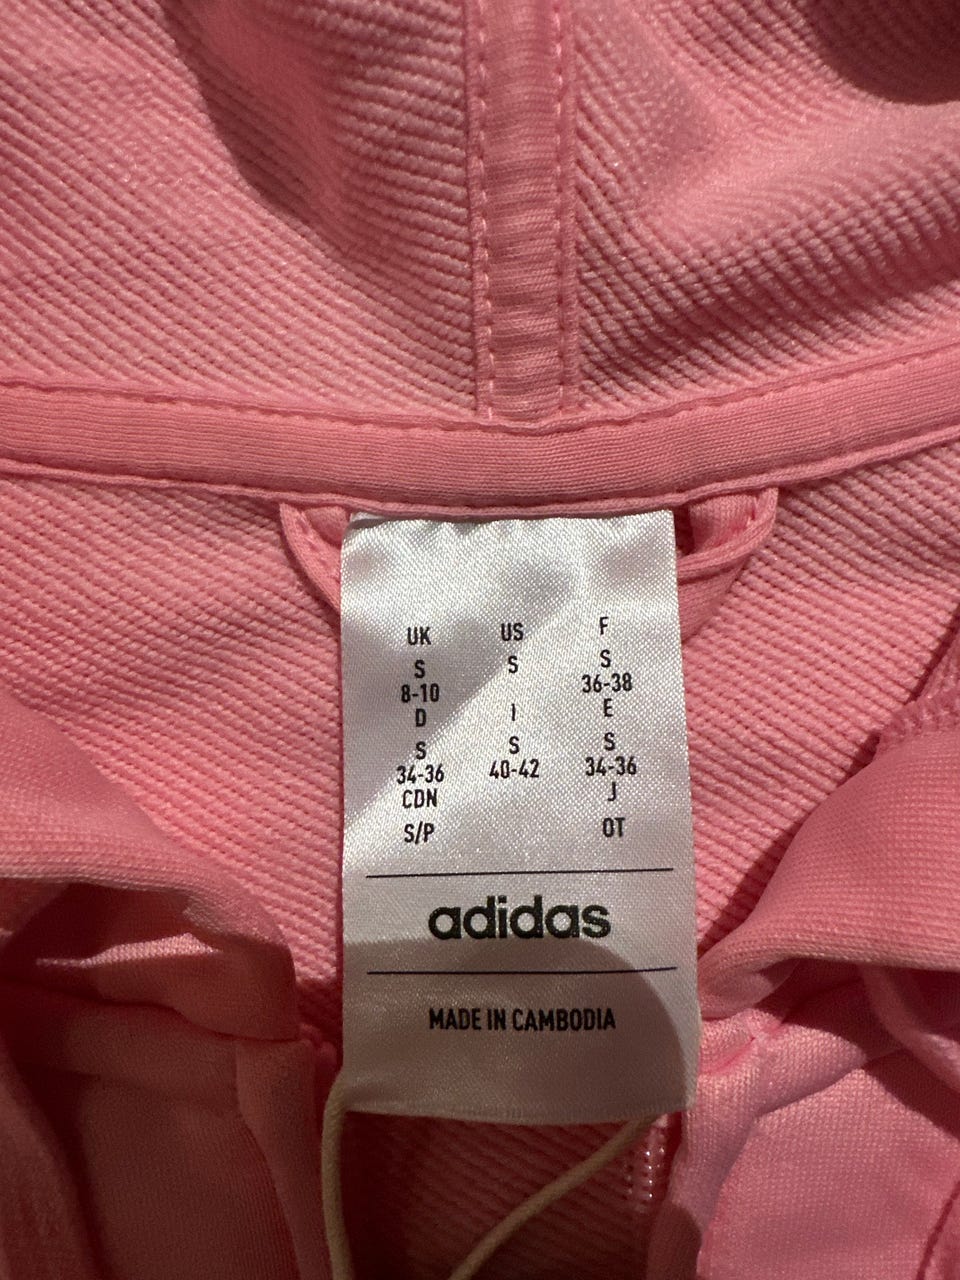 UK US F
S S S
8-10 36-38
D I E
S S S
34-36 40-42 34-36
CDN J
S/P OT
adidas
MADE IN CAMBODIA